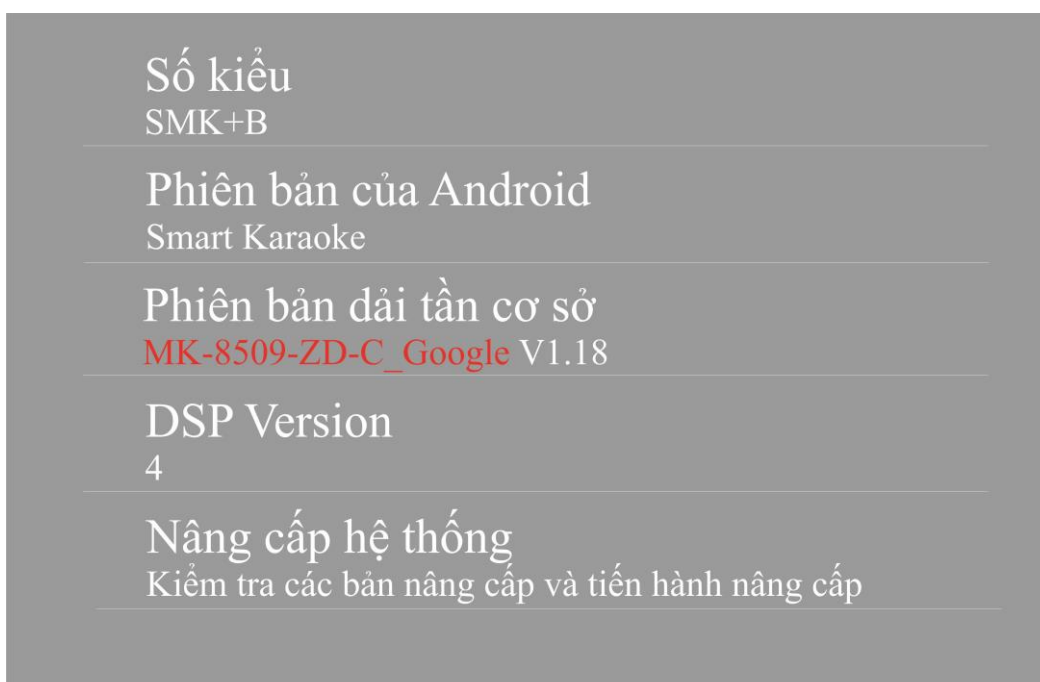 Số kiểu
SMK+B
Phiên bản của Android
Smart Karaoke
Phiên bản dải tần cơ sở
MK-8509-ZD-C_Google V1.18
DSP Version
4
Nâng cấp hệ thống
Kiểm tra các bản nâng cấp và tiến hành nâng cấp